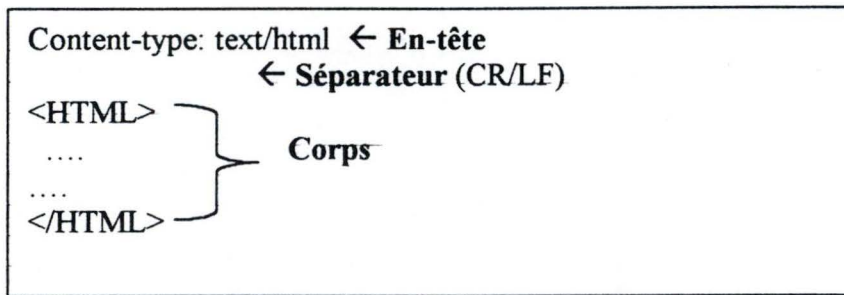 Content-type: text/html ← En-tête
← Séparateur (CR/LF)
<HTML>
....
Corps
....
</HTML>